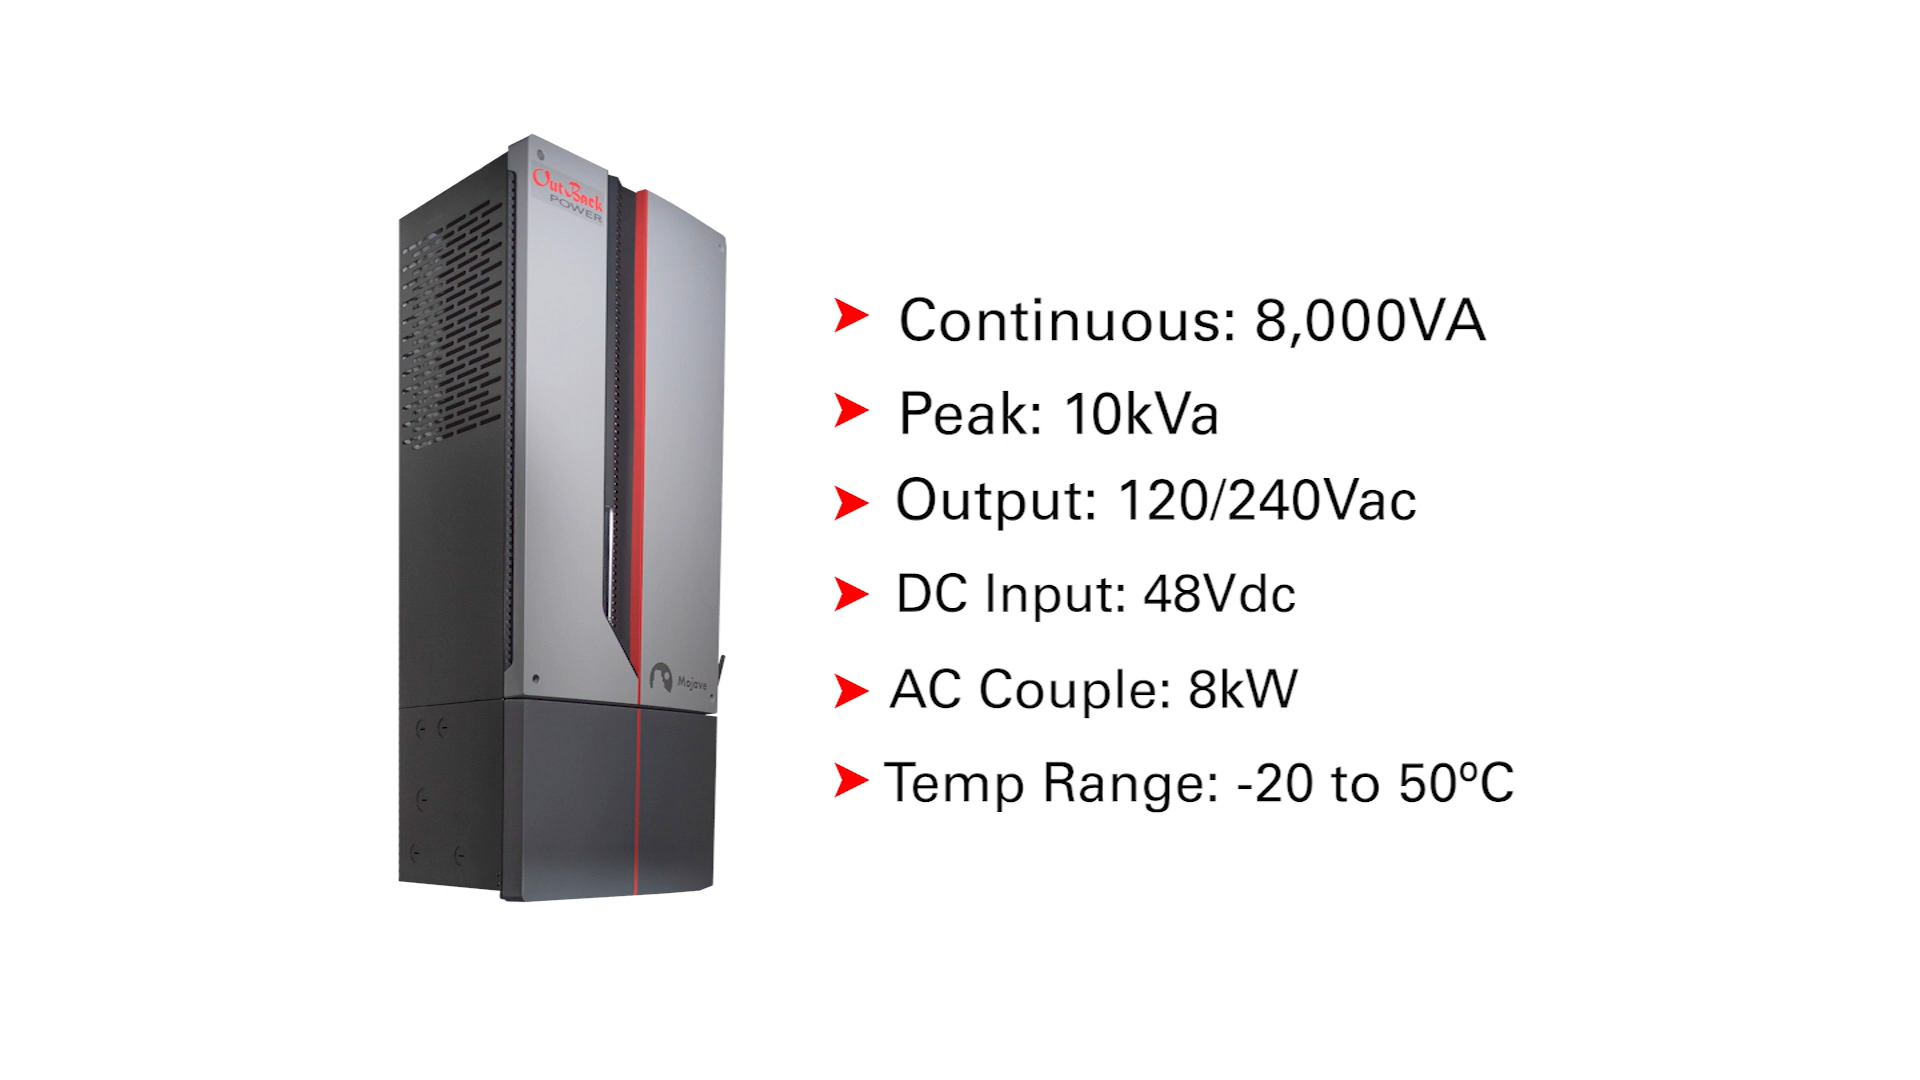 OutBack
POWER
Mojave
Continuous: 8,000VA
Peak: 10kVa
Output: 120/240Vac
DC Input: 48Vdc
AC Couple: 8kW
Temp Range: -20 to 50ºC